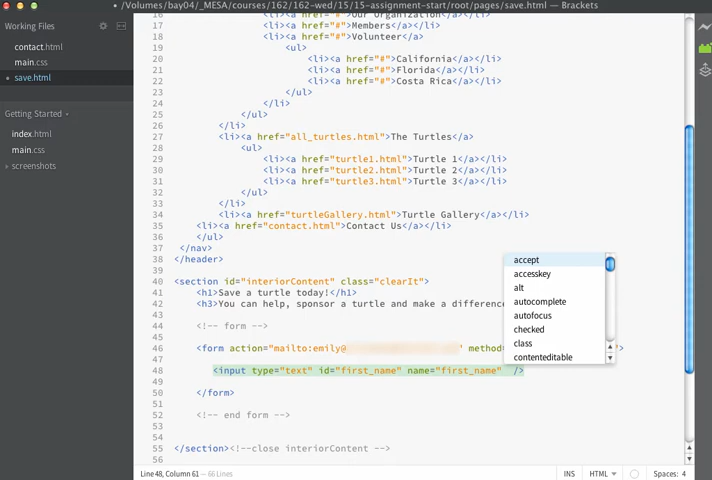 /Volumes/bay04/_MESA/courses/162/162-wed/15/15-assignment-start/root/pages/save.html — Brackets
Working Files
contact.html
main.css
save.html
Getting Started
index.html
main.css
screenshots
16 <li><a href="#">Our Organization</a></li>
17 <li><a href="#">Members</a></li>
18 <li><a href="#">Volunteer</a>
19 <ul>
20 <li><a href="#">California</a></li>
21 <li><a href="#">Florida</a></li>
22 <li><a href="#">Costa Rica</a></li>
23 </ul>
24 </li>
25 </ul>
26 </li>
27 <li><a href="all_turtles.html">The Turtles</a>
28 <ul>
29 <li><a href="turtle1.html">Turtle 1</a></li>
30 <li><a href="turtle2.html">Turtle 2</a></li>
31 <li><a href="turtle3.html">Turtle 3</a></li>
32 </ul>
33 </li>
34 <li><a href="turtleGallery.html">Turtle Gallery</a></li>
35 <li><a href="contact.html">Contact Us</a></li>
36 </ul>
37 </nav>
38 </header>
39
40 <section id="interiorContent" class="clearIt">
41 <h1>Save a turtle today!</h1>
42 <h3>You can help, sponsor a turtle and make a difference
43
44 <!-- form -->
45
46 <form action="mailto:emily@ " method= ">
47
48 <input type="text" id="first_name" name="first_name" />
49
50 </form>
51
52 <!-- end form -->
53
54
55 </section><!--close interiorContent -->
56
accept
accesskey
alt
autocomplete
autofocus
checked
class
contenteditable
Line 48, Column 61 — 66 Lines
INS
HTML
Spaces: 4